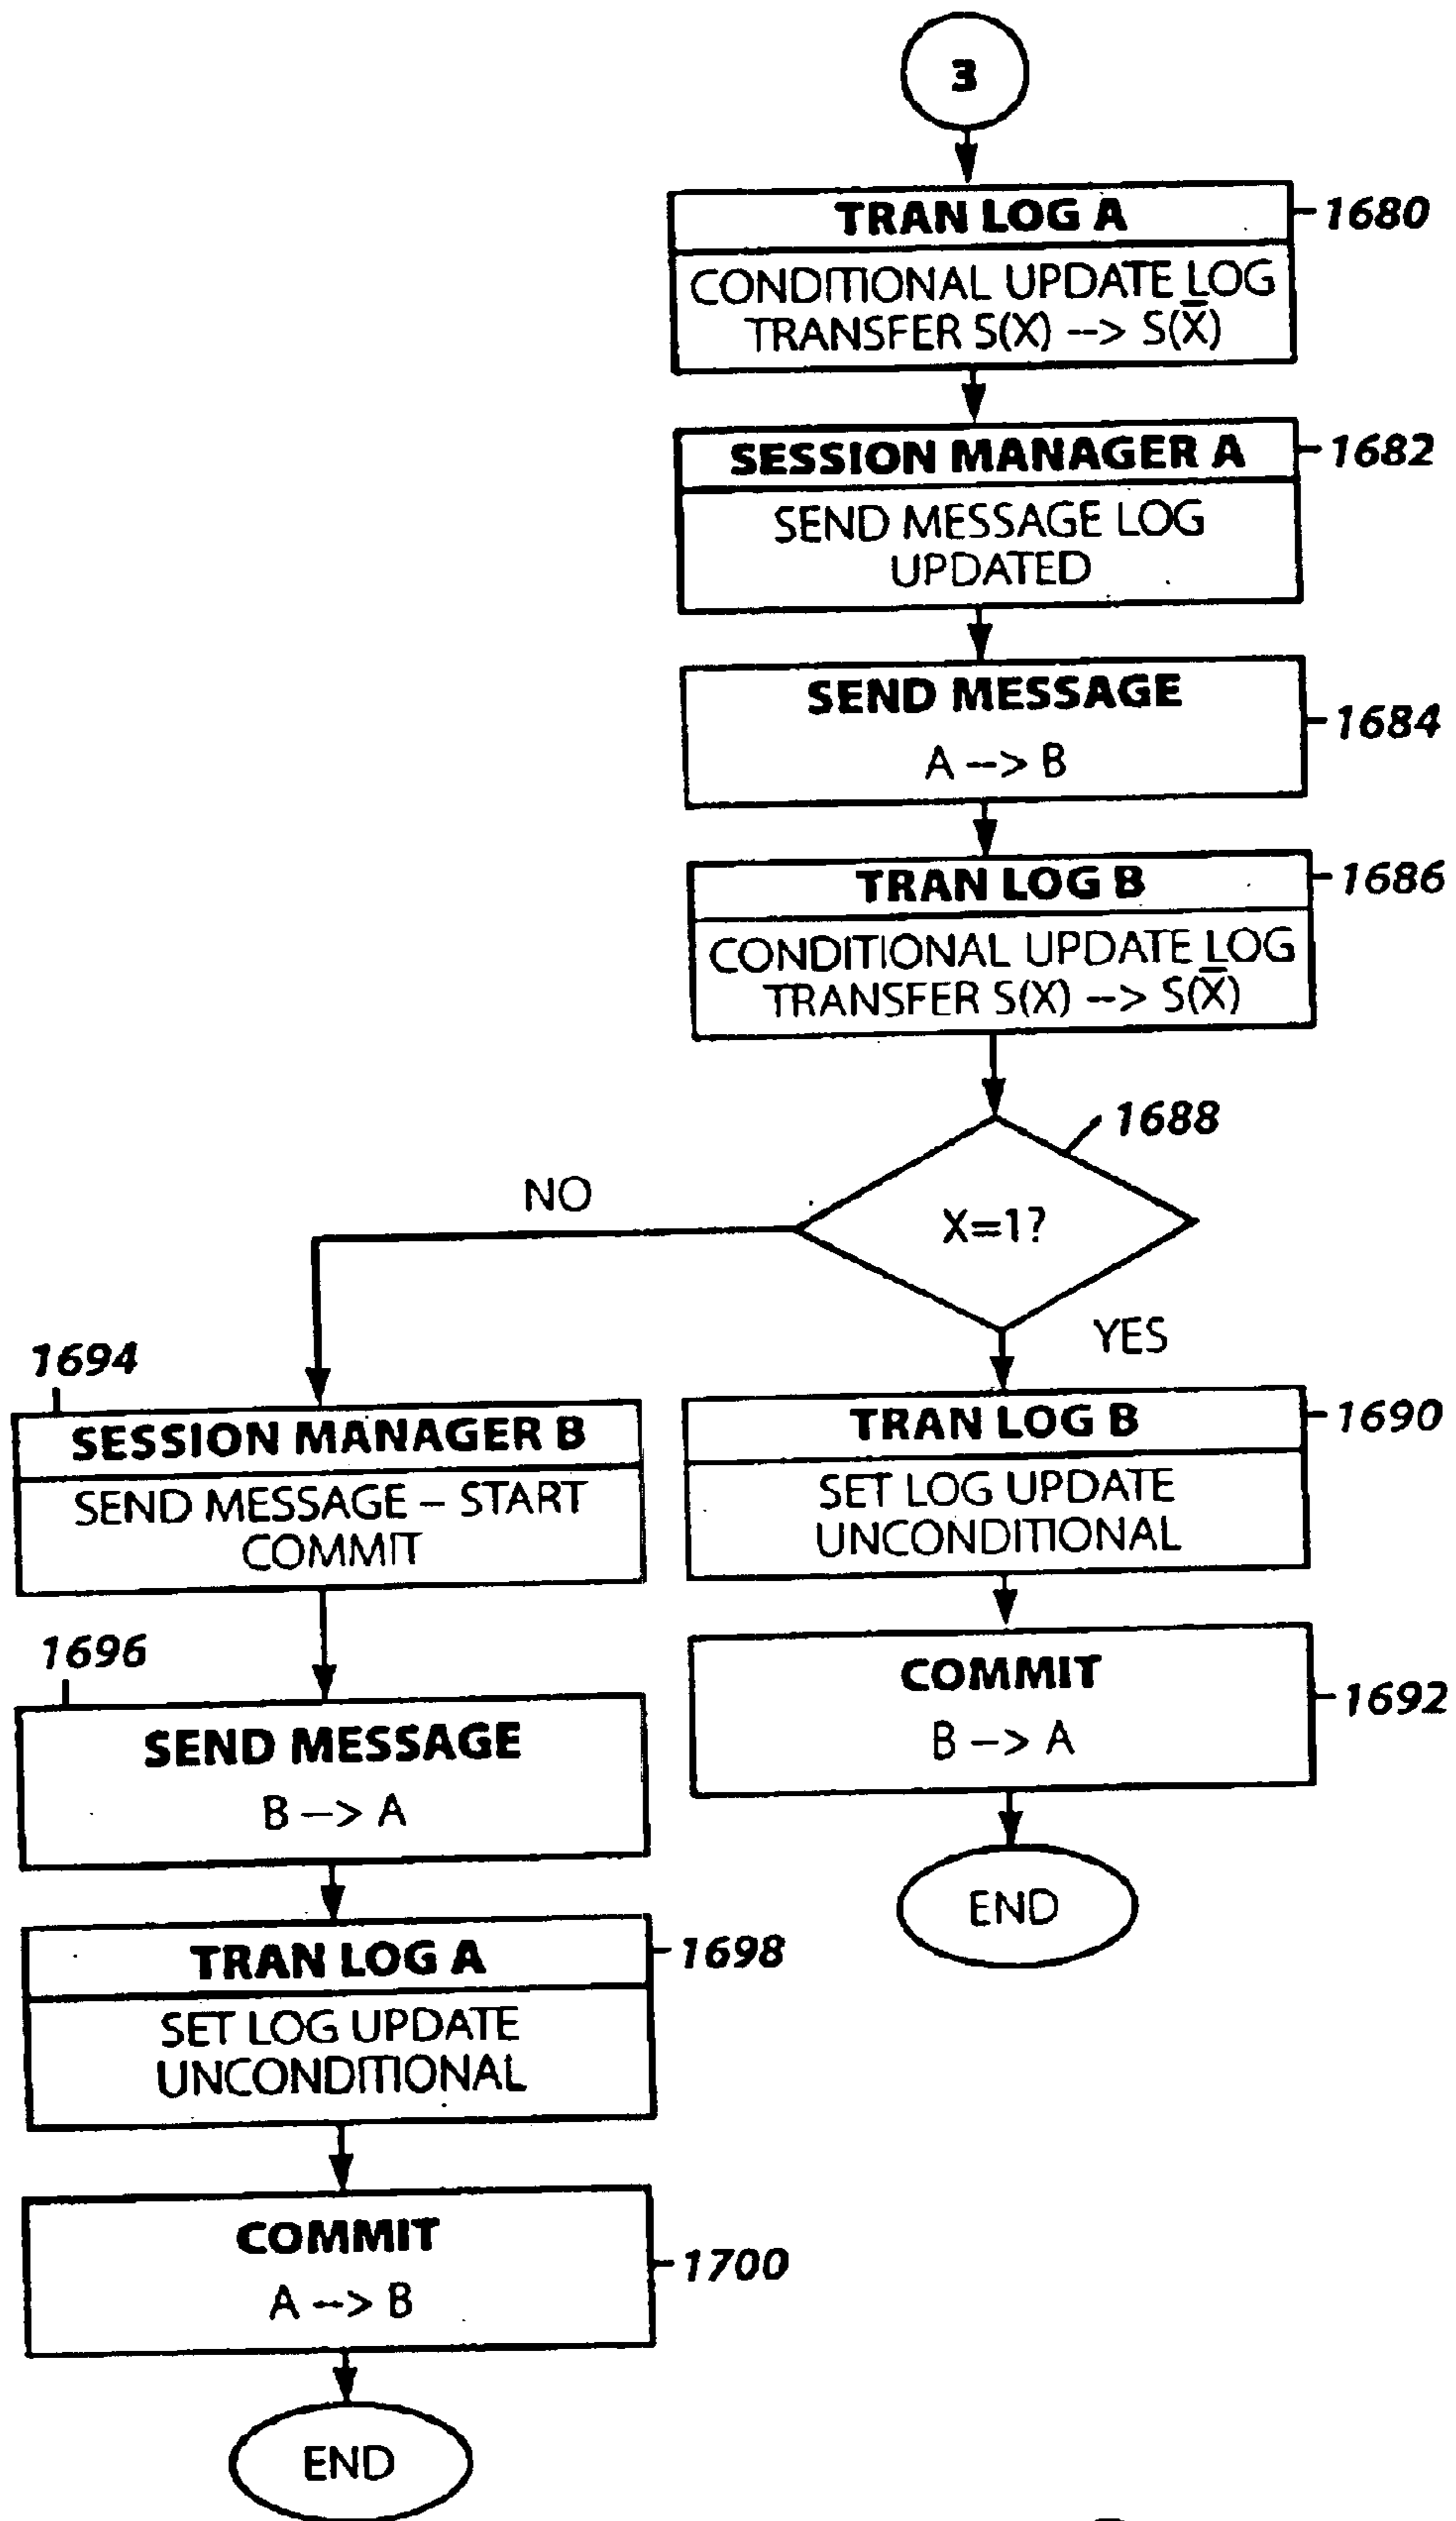 3
TRAN LOG A
1680
CONDITIONAL UPDATE LOG
TRANSFER S(X) --> S(X̅)
SESSION MANAGER A
1682
SEND MESSAGE LOG
UPDATED
SEND MESSAGE
1684
A --> B
TRAN LOG B
1686
CONDITIONAL UPDATE LOG
TRANSFER S(X) --> S(X̅)
1688
X=1?
NO
YES
1694
SESSION MANAGER B
SEND MESSAGE – START
COMMIT
1696
SEND MESSAGE
B --> A
TRAN LOG A
1698
SET LOG UPDATE
UNCONDITIONAL
COMMIT
1700
A --> B
END
TRAN LOG B
1690
SET LOG UPDATE
UNCONDITIONAL
COMMIT
1692
B --> A
END